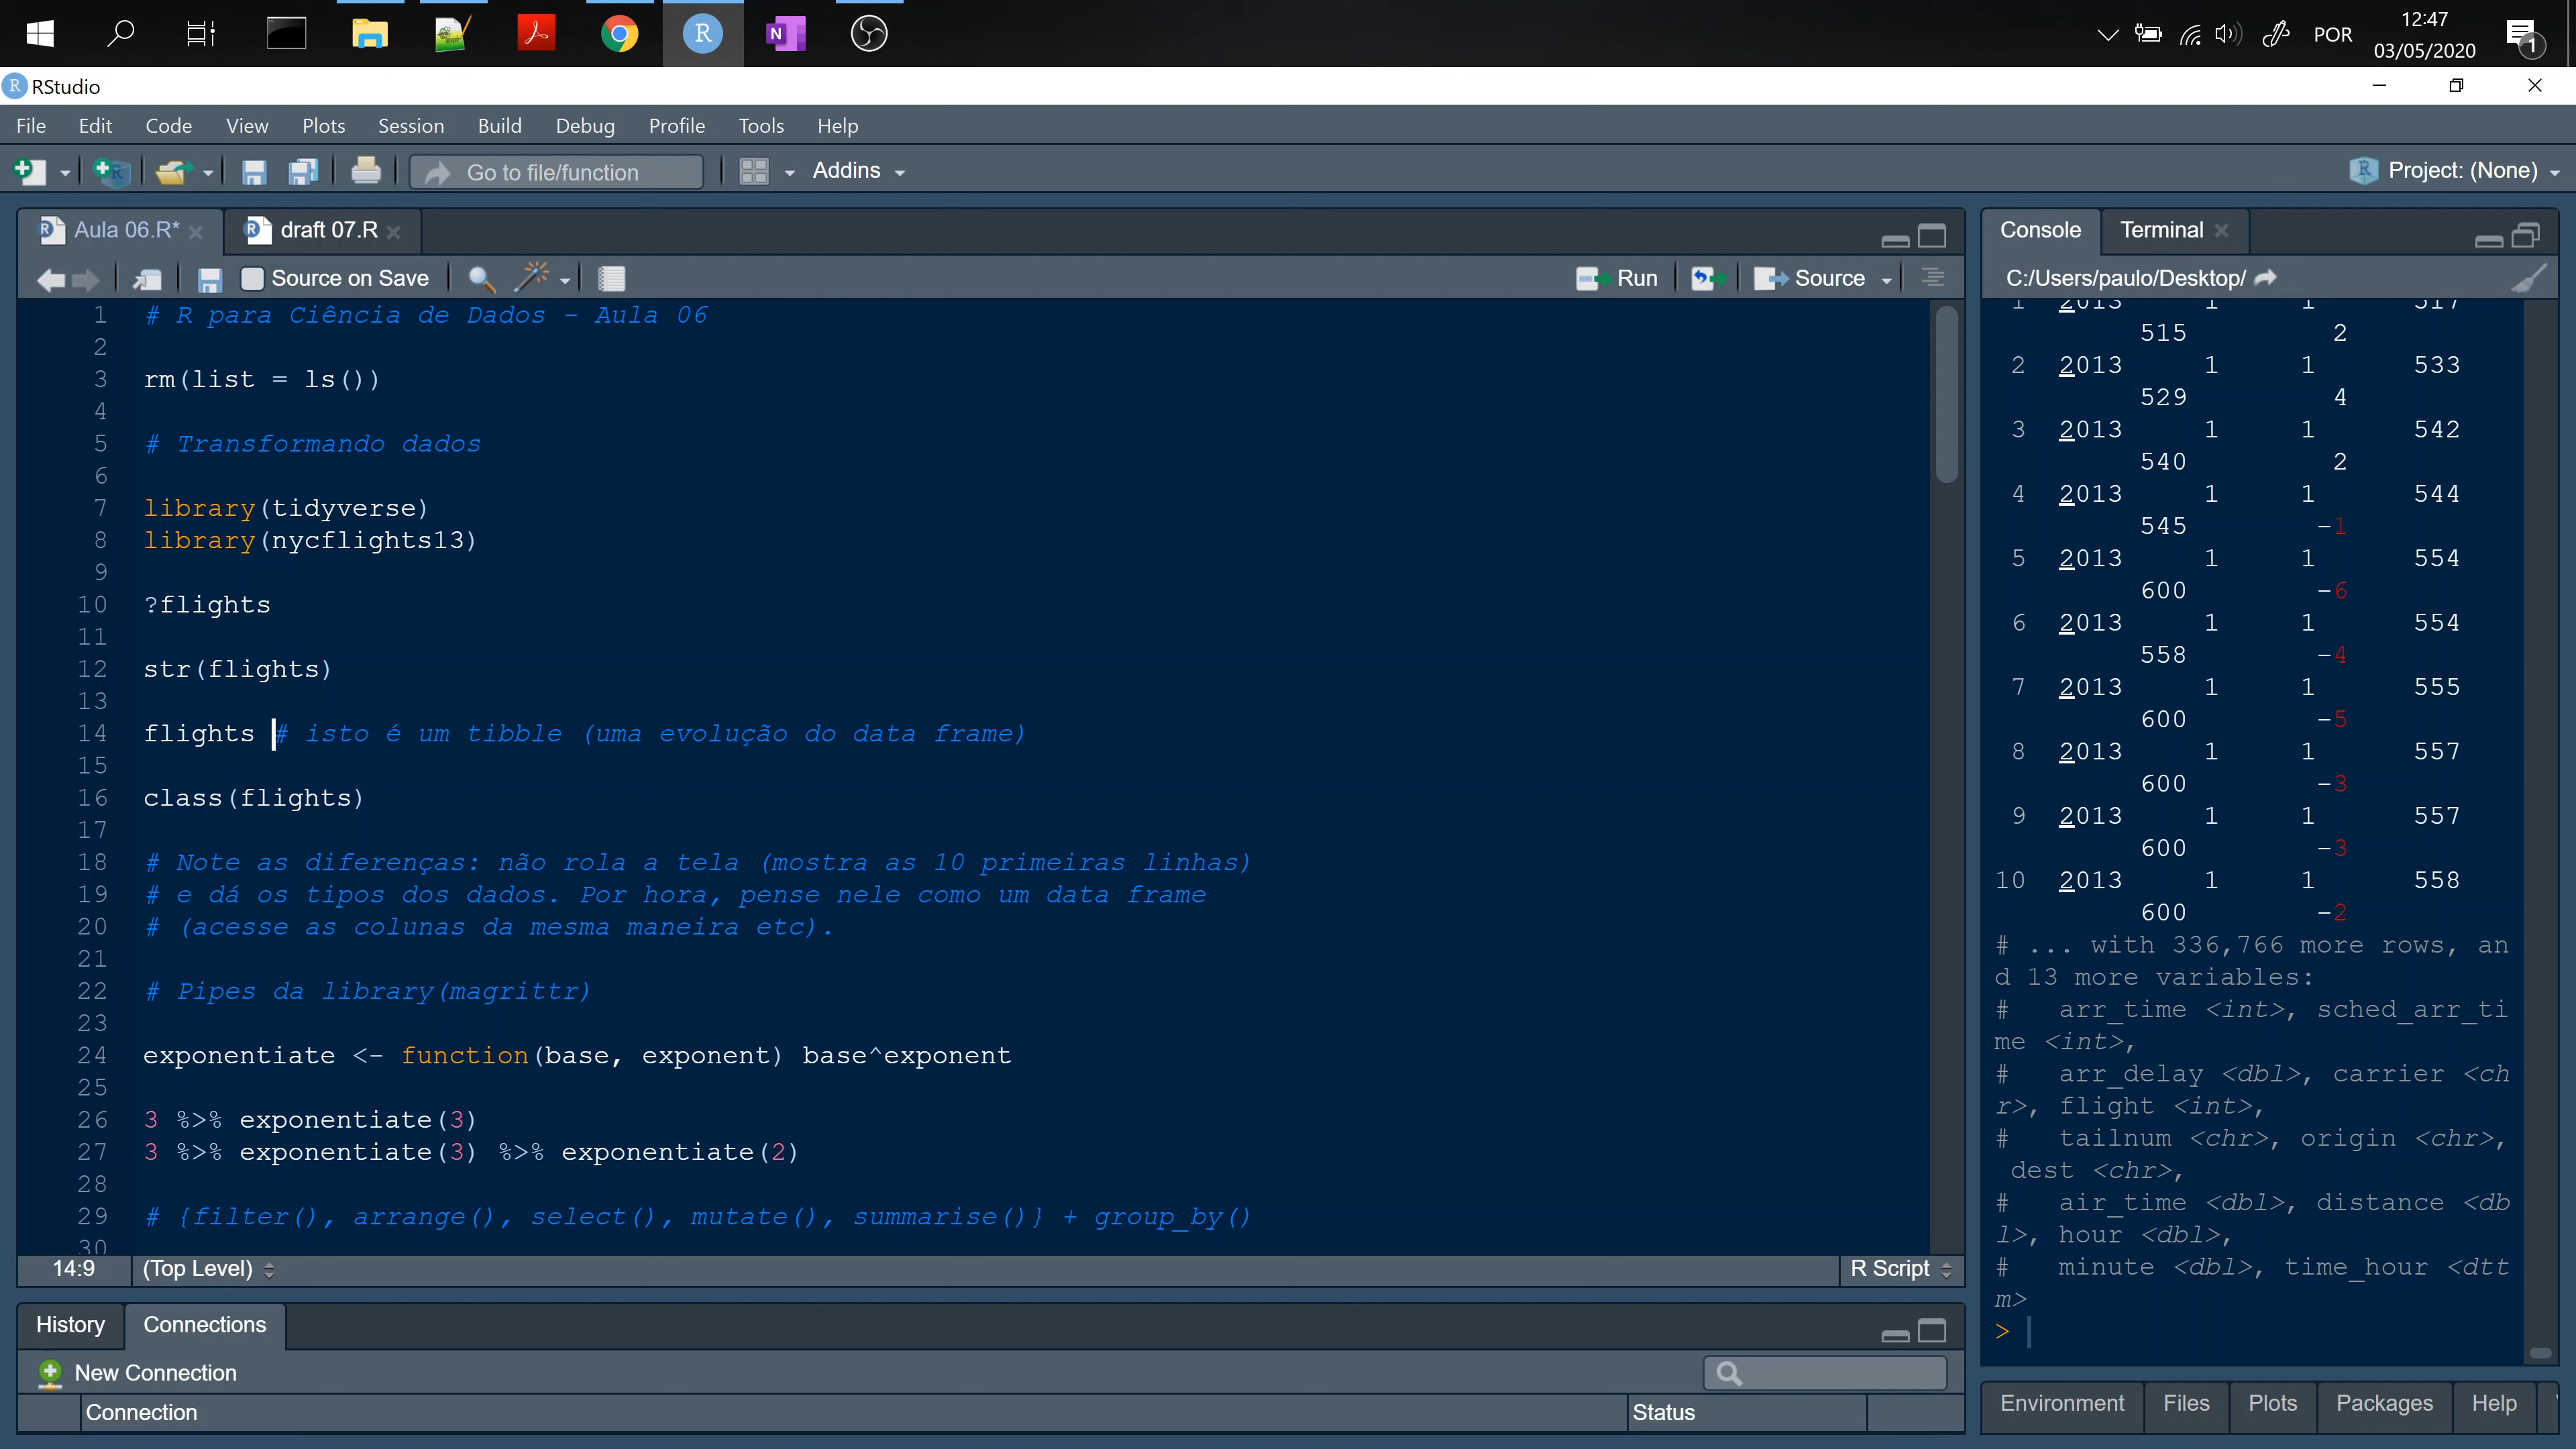 POR
12:47
03/05/2020
1
RStudio
File Edit Code View Plots Session Build Debug Profile Tools Help
Go to file/function
Addins
Project: (None)
Aula 06.R*
draft 07.R
Source on Save
Run
Source
1 # R para Ciência de Dados - Aula 06
2
3 rm(list = ls())
4
5 # Transformando dados
6
7 library(tidyverse)
8 library(nycflights13)
9
10 ?flights
11
12 str(flights)
13
14 flights # isto é um tibble (uma evolução do data frame)
15
16 class(flights)
17
18 # Note as diferenças: não rola a tela (mostra as 10 primeiras linhas)
19 # e dá os tipos dos dados. Por hora, pense nele como um data frame
20 # (acesse as colunas da mesma maneira etc).
21
22 # Pipes da library(magrittr)
23
24 exponentiate <- function(base, exponent) base^exponent
25
26 3 %>% exponentiate(3)
27 3 %>% exponentiate(3) %>% exponentiate(2)
28
29 # {filter(), arrange(), select(), mutate(), summarise()} + group_by()
30
14:9 (Top Level) R Script
History Connections
New Connection
Connection Status
Console Terminal
C:/Users/paulo/Desktop/
1 2013 1 1 517
515 2
2 2013 1 1 533
529 4
3 2013 1 1 542
540 2
4 2013 1 1 544
545 -1
5 2013 1 1 554
600 -6
6 2013 1 1 554
558 -4
7 2013 1 1 555
600 -5
8 2013 1 1 557
600 -3
9 2013 1 1 557
600 -3
10 2013 1 1 558
600 -2
# ... with 336,766 more rows, an
d 13 more variables:
# arr_time <int>, sched_arr_ti
me <int>,
# arr_delay <dbl>, carrier <ch
r>, flight <int>,
# tailnum <chr>, origin <chr>,
dest <chr>,
# air_time <dbl>, distance <db
l>, hour <dbl>,
# minute <dbl>, time_hour <dtt
m>
>
Environment Files Plots Packages Help